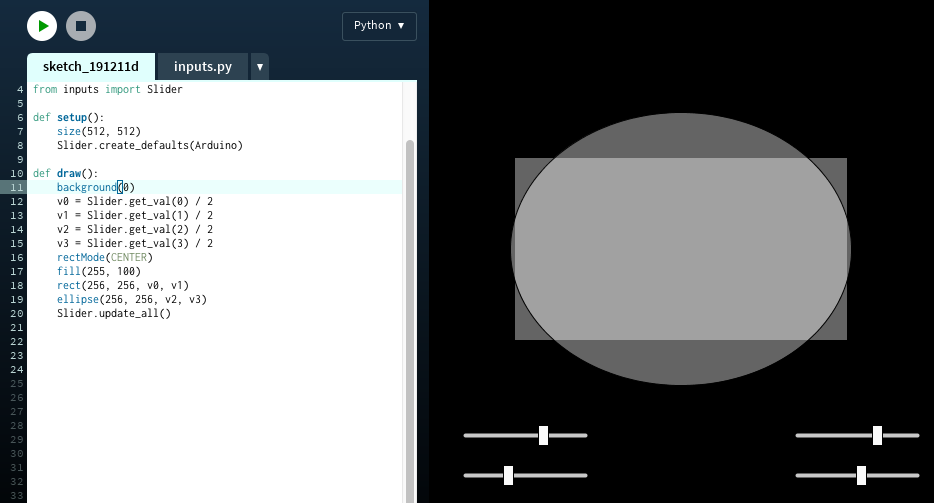 Python ▾
sketch_191211d inputs.py ▾
4 from inputs import Slider
5
6 def setup():
7     size(512, 512)
8     Slider.create_defaults(Arduino)
9
10 def draw():
11     background(0)
12     v0 = Slider.get_val(0) / 2
13     v1 = Slider.get_val(1) / 2
14     v2 = Slider.get_val(2) / 2
15     v3 = Slider.get_val(3) / 2
16     rectMode(CENTER)
17     fill(255, 100)
18     rect(256, 256, v0, v1)
19     ellipse(256, 256, v2, v3)
20     Slider.update_all()
21
22
23
24
25
26
27
28
29
30
31
32
33